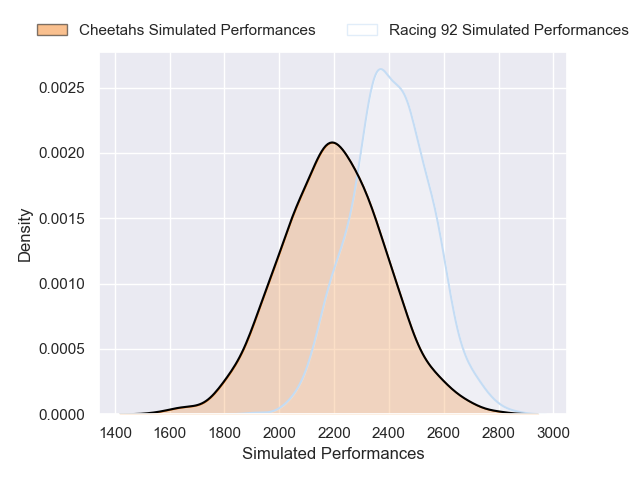 Cheetahs Simulated Performances Racing 92 Simulated Performances
0.0025
0.0020
0.0015
0.0010
0.0005
0.0000
Density
1400 1600 1800 2000 2200 2400 2600 2800 3000
Simulated Performances